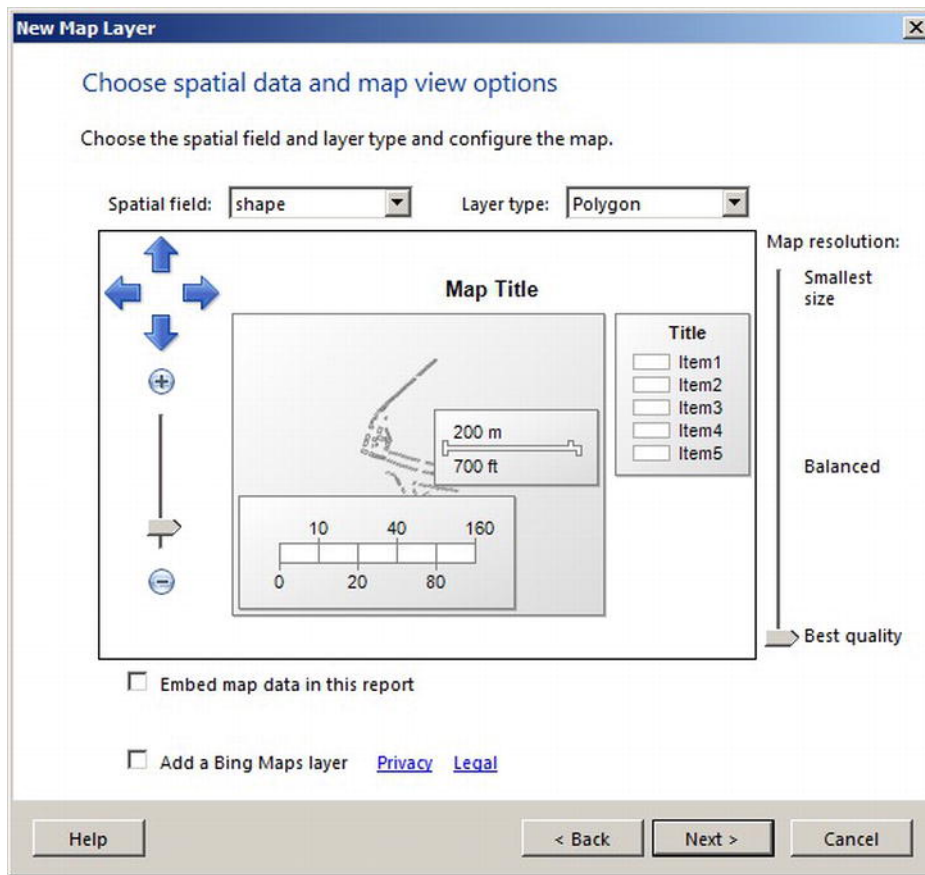 New Map Layer
Choose spatial data and map view options
Choose the spatial field and layer type and configure the map.
Spatial field: shape Layer type: Polygon
Map resolution:
Smallest
size
Balanced
Best quality
Map Title
Title
Item1
Item2
Item3
Item4
Item5
200 m
700 ft
10 40 160
0 20 80
Embed map data in this report
Add a Bing Maps layer Privacy Legal
Help < Back Next > Cancel